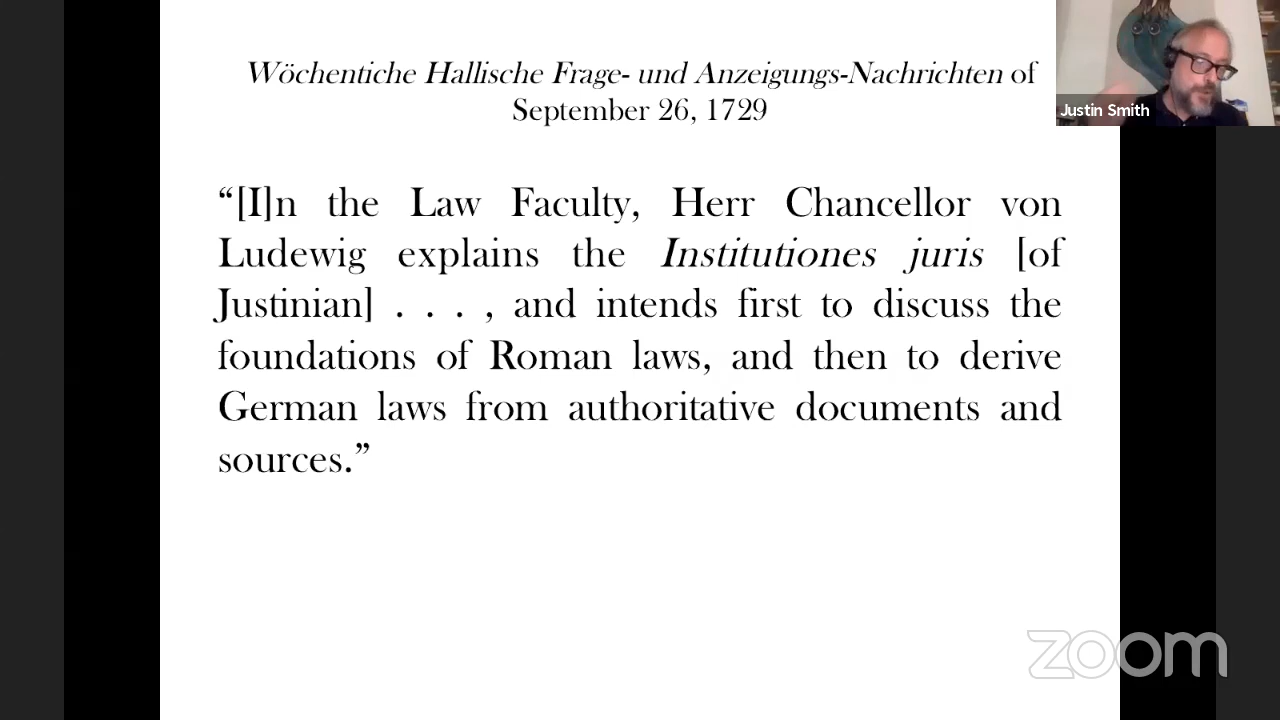 Wöchentiche Hallische Frage- und Anzeigungs-Nachrichten of
September 26, 1729
Justin Smith
“[I]n the Law Faculty, Herr Chancellor von
Ludewig explains the Institutiones juris [of
Justinian] . . . , and intends first to discuss the
foundations of Roman laws, and then to derive
German laws from authoritative documents and
sources.”
zoom